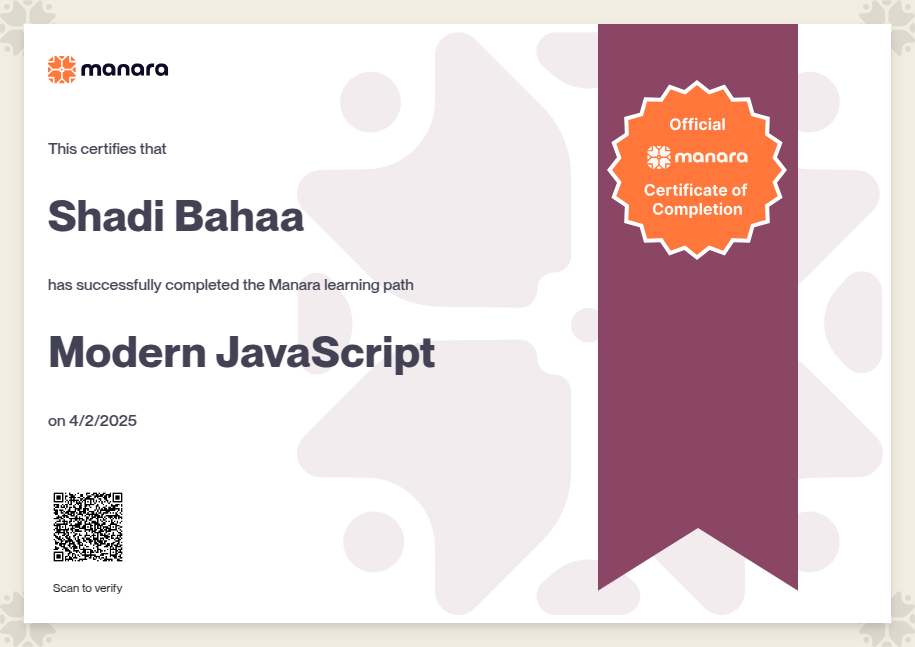 manara
This certifies that
Shadi Bahaa
has successfully completed the Manara learning path
Modern JavaScript
on 4/2/2025
Scan to verify
Official
manara
Certificate of
Completion